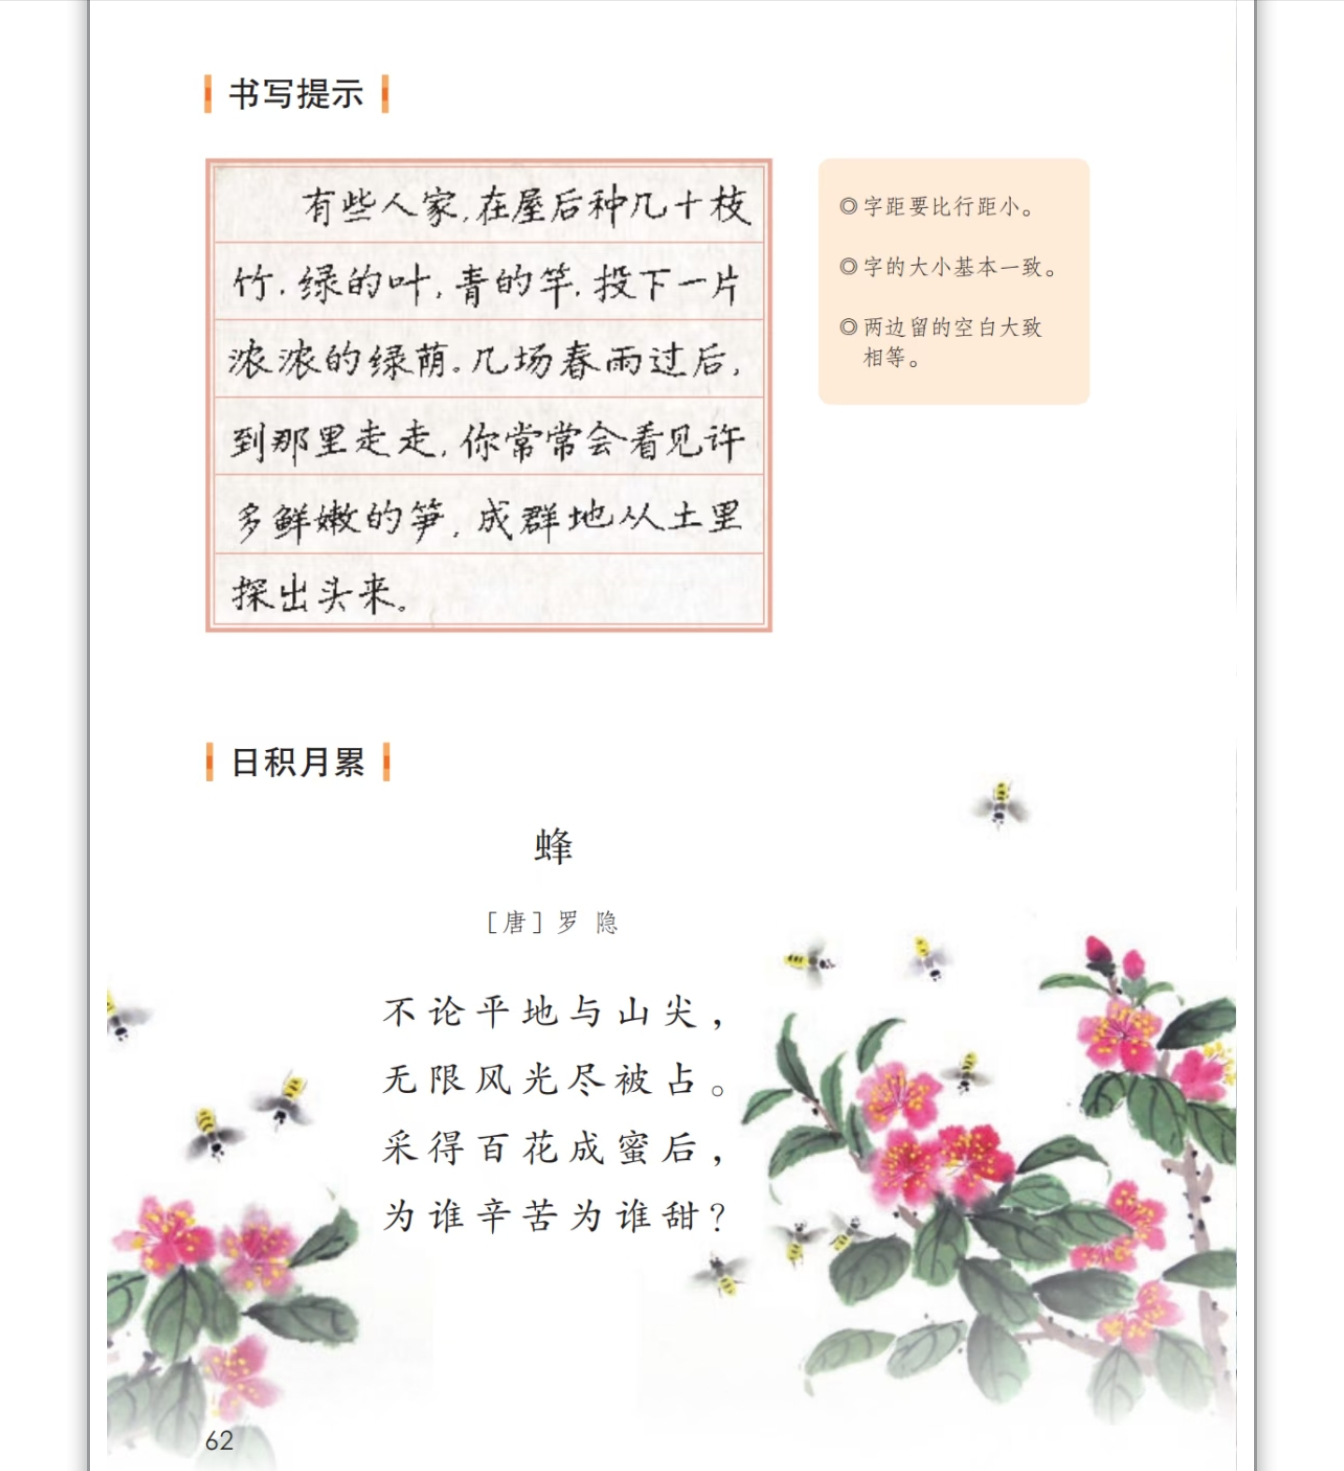 书写提示
有些人家，在屋后种几十枝
竹，绿的叶，青的竿，投下一片
浓浓的绿荫。几场春雨过后，
到那里走走，你常常会看见许
多鲜嫩的笋，成群地从土里
探出头来。
◎字距要比行距小。
◎字的大小基本一致。
◎两边留的空白大致
相等。
日积月累
蜂
［唐］罗 隐
不论平地与山尖，
无限风光尽被占。
采得百花成蜜后，
为谁辛苦为谁甜？
62